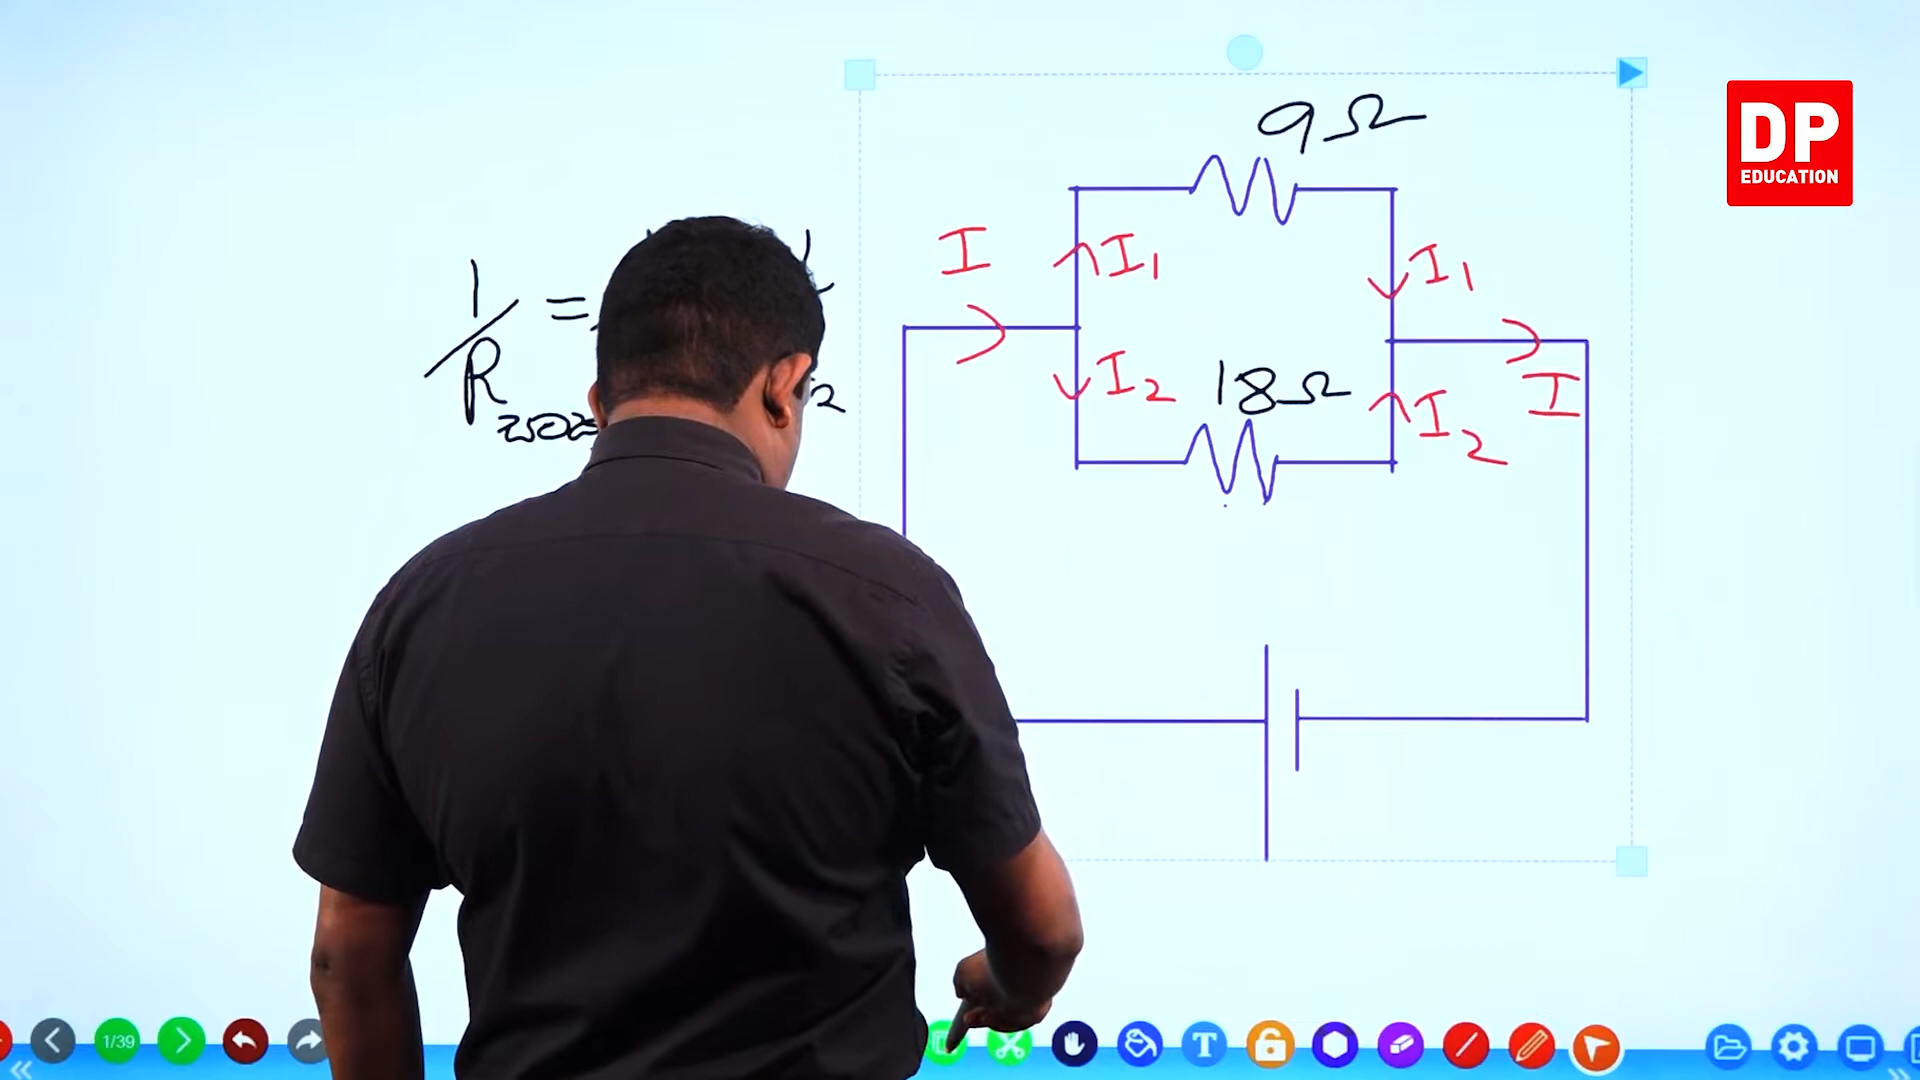 DP
EDUCATION
9Ω
I
I₁
I₁
1/R =
I₂
18Ω
I₂
I
1/39
T